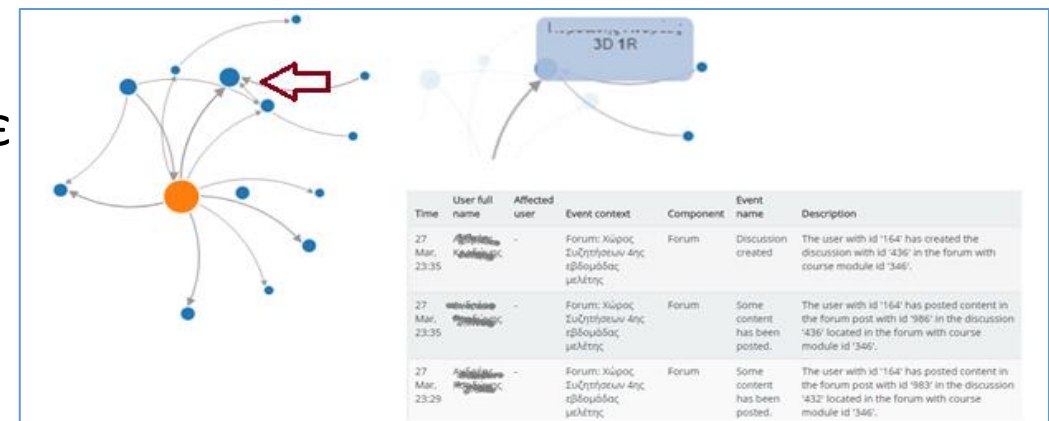 3D 1R
ε
Time User full name Affected user Event context Component Event name Description
27 Mar, 23:35 - Forum: Χώρος Συζητήσεων 4ης εβδομάδας μελέτης Forum Discussion created The user with id '164' has created the discussion with id '436' in the forum with course module id '346'.
27 Mar, 23:35 - Forum: Χώρος Συζητήσεων 4ης εβδομάδας μελέτης Forum Some content has been posted. The user with id '164' has posted content in the forum post with id '986' in the discussion '436' located in the forum with course module id '346'.
27 Mar, 23:29 - Forum: Χώρος Συζητήσεων 4ης εβδομάδας μελέτης Forum Some content has been posted. The user with id '164' has posted content in the forum post with id '983' in the discussion '432' located in the forum with course module id '346'.